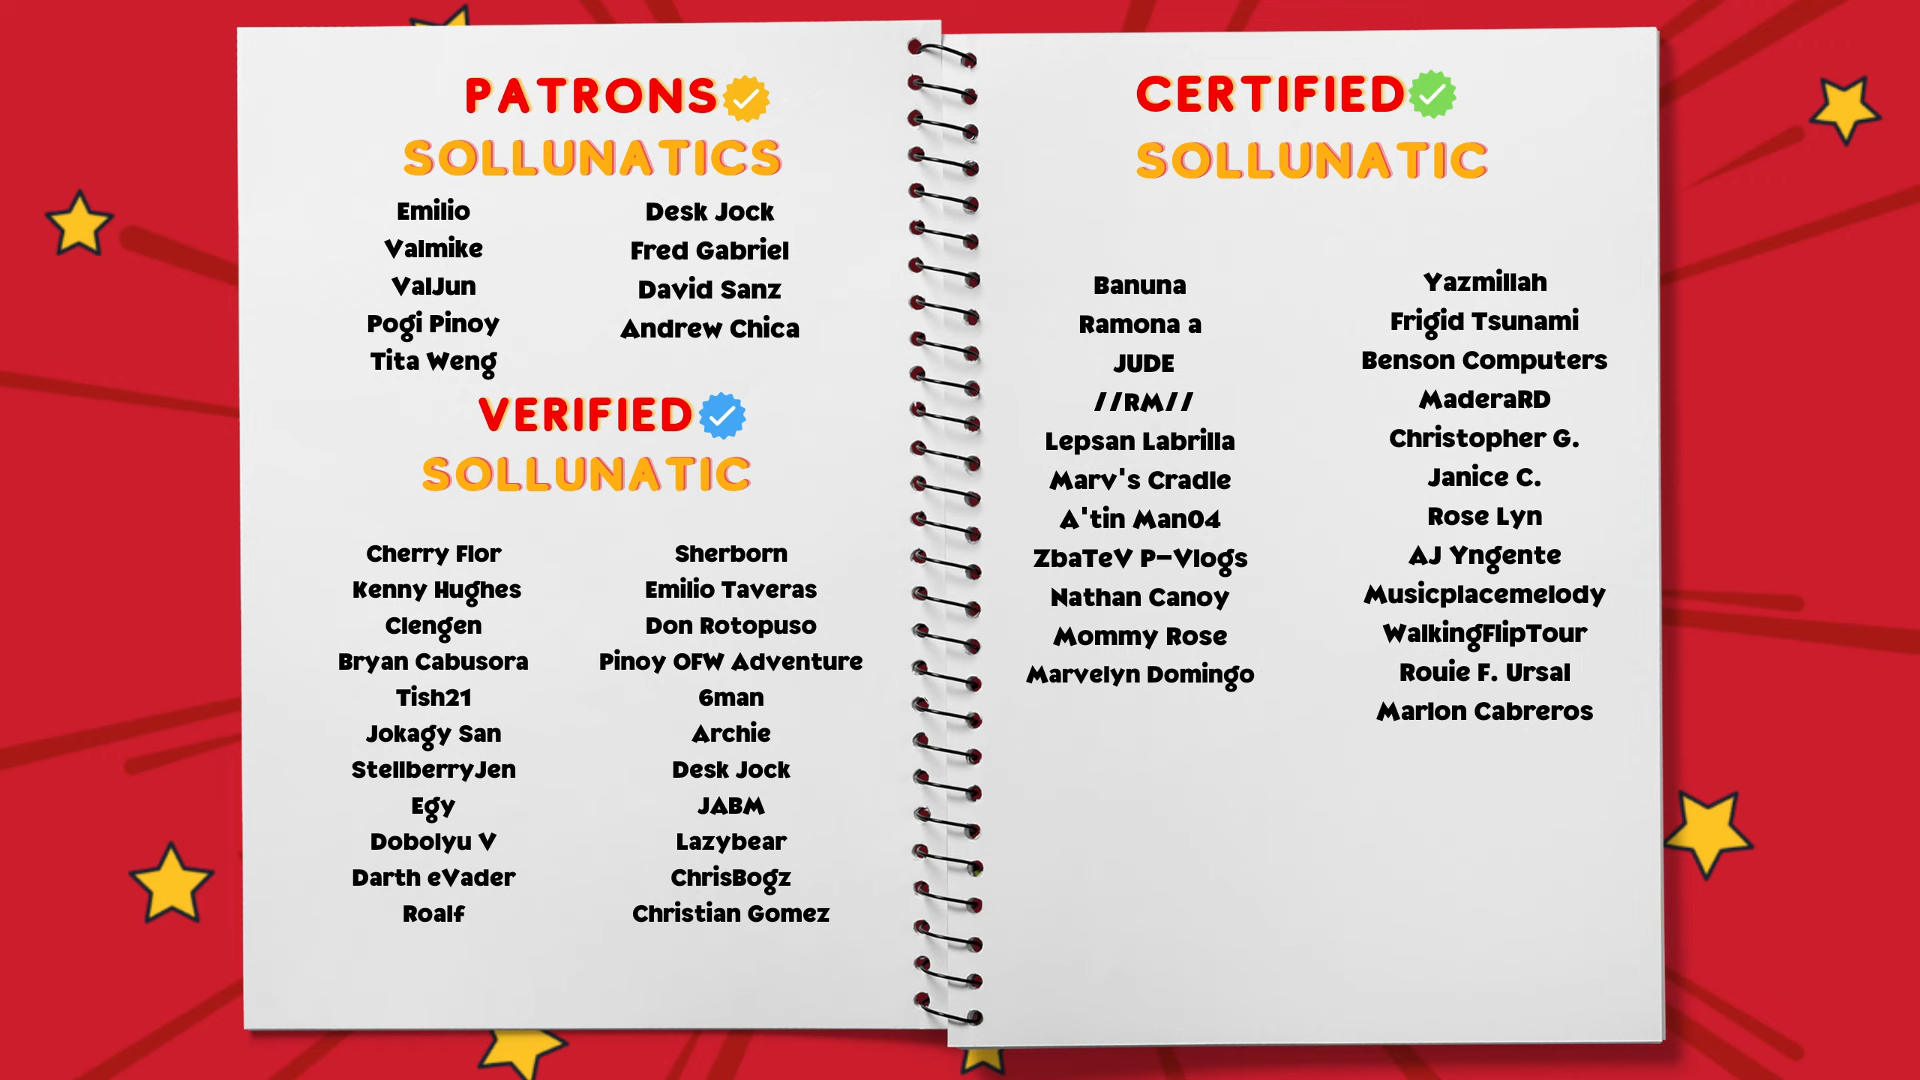 PATRONS
SOLLUNATICS
Emilio
Valmike
ValJun
Pogi Pinoy
Tita Weng
Desk Jock
Fred Gabriel
David Sanz
Andrew Chica
VERIFIED
SOLLUNATIC
Cherry Flor
Kenny Hughes
Clengen
Bryan Cabusora
Tish21
Jokagy San
StellberryJen
Egy
Dobolyu V
Darth eVader
Roalf
Sherborn
Emilio Taveras
Don Rotopuso
Pinoy OFW Adventure
6man
Archie
Desk Jock
JABM
Lazybear
ChrisBogz
Christian Gomez
CERTIFIED
SOLLUNATIC
Banuna
Ramona a
JUDE
//RM//
Lepsan Labrilla
Marv's Cradle
A'tin Man04
ZbaTeV P-Vlogs
Nathan Canoy
Mommy Rose
Marvelyn Domingo
Yazmillah
Frigid Tsunami
Benson Computers
MaderaRD
Christopher G.
Janice C.
Rose Lyn
AJ Yngente
Musicplacemelody
WalkingFlipTour
Rouie F. Ursal
Marlon Cabreros